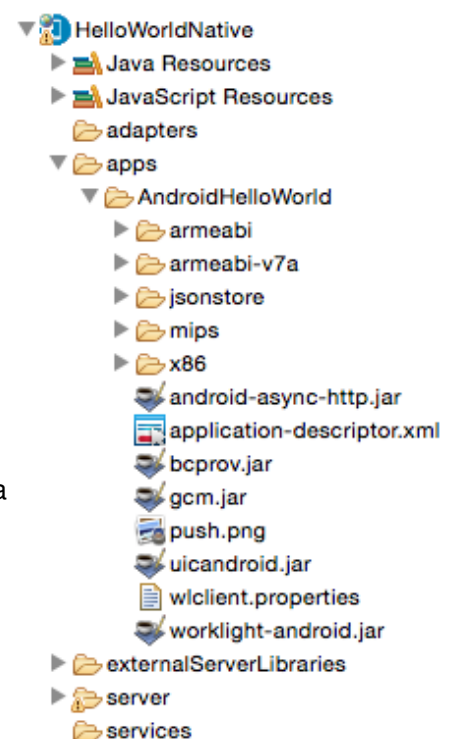 HelloWorldNative
Java Resources
JavaScript Resources
adapters
apps
AndroidHelloWorld
armeabi
armeabi-v7a
jsonstore
mips
x86
android-async-http.jar
application-descriptor.xml
bcprov.jar
a
gcm.jar
push.png
uicandroid.jar
wlclient.properties
worklight-android.jar
externalServerLibraries
server
services